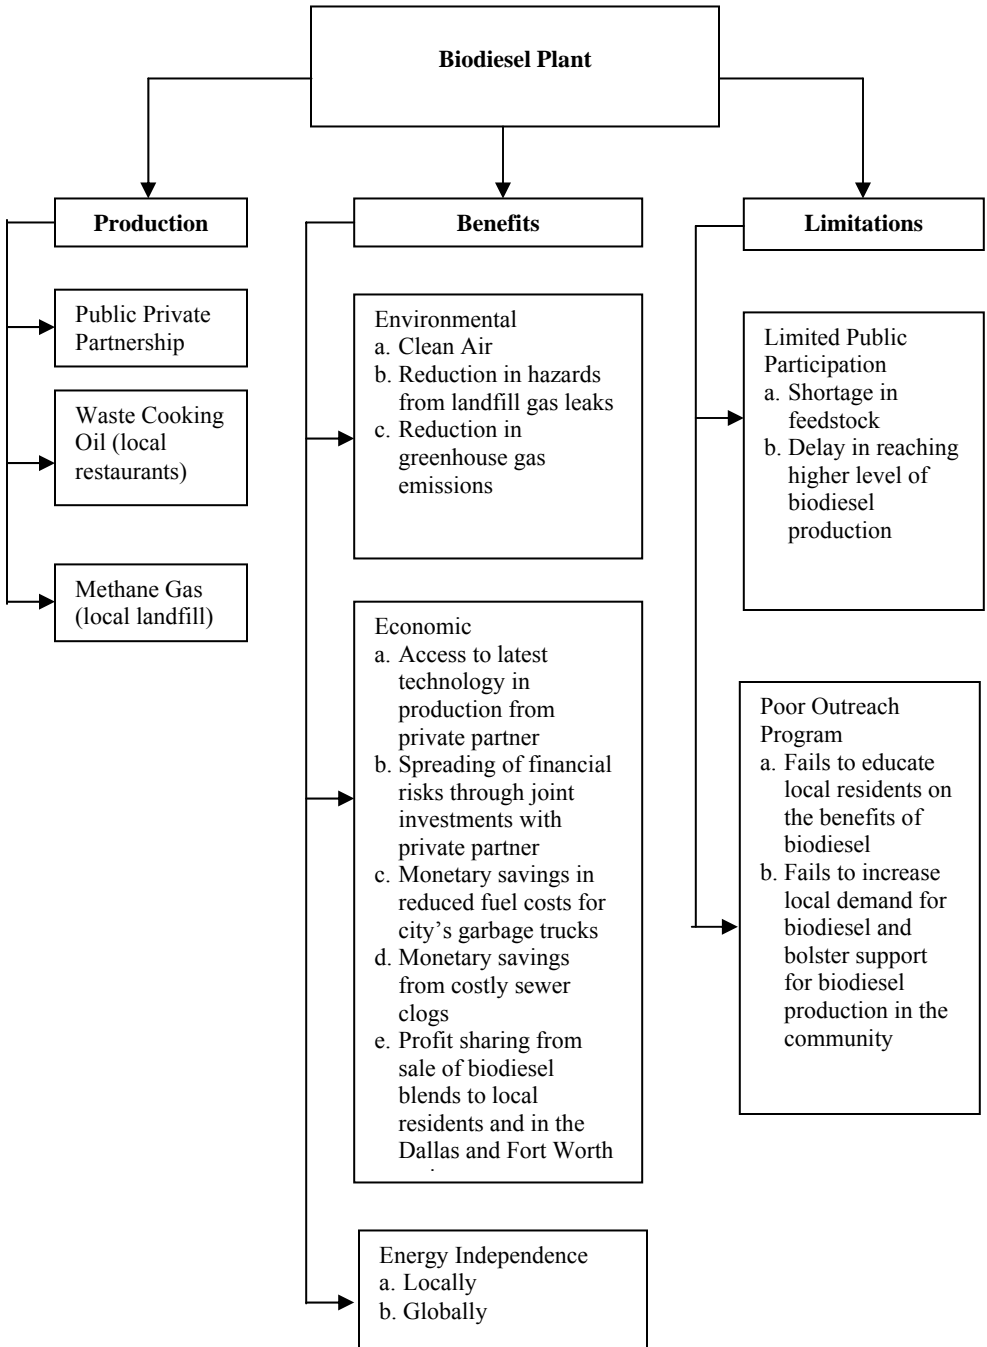 Biodiesel Plant
Production
Public Private
Partnership
Waste Cooking
Oil (local
restaurants)
Methane Gas
(local landfill)
Benefits
Environmental
a. Clean Air
b. Reduction in hazards
from landfill gas leaks
c. Reduction in
greenhouse gas
emissions
Economic
a. Access to latest
technology in
production from
private partner
b. Spreading of financial
risks through joint
investments with
private partner
c. Monetary savings in
reduced fuel costs for
city's garbage trucks
d. Monetary savings
from costly sewer
clogs
e. Profit sharing from
sale of biodiesel
blends to local
residents and in the
Dallas and Fort Worth
Energy Independence
a. Locally
b. Globally
Limitations
Limited Public
Participation
a. Shortage in
feedstock
b. Delay in reaching
higher level of
biodiesel
production
Poor Outreach
Program
a. Fails to educate
local residents on
the benefits of
biodiesel
b. Fails to increase
local demand for
biodiesel and
bolster support
for biodiesel
production in the
community